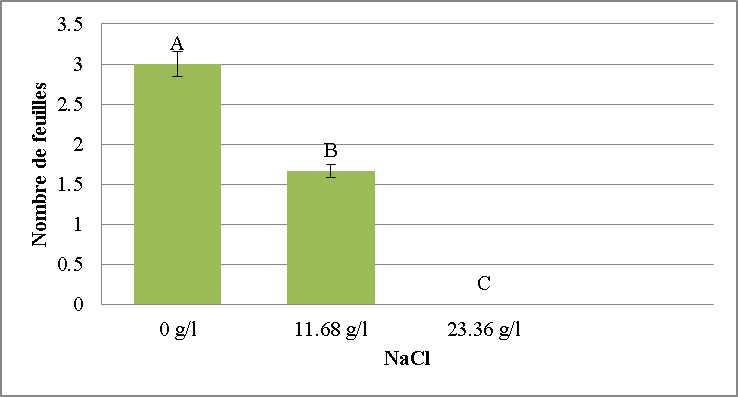 3.5
3
2.5
2
1.5
1
0.5
0
Nombre de feuilles
A
B
C
0 g/l
11.68 g/l
23.36 g/l
NaCl